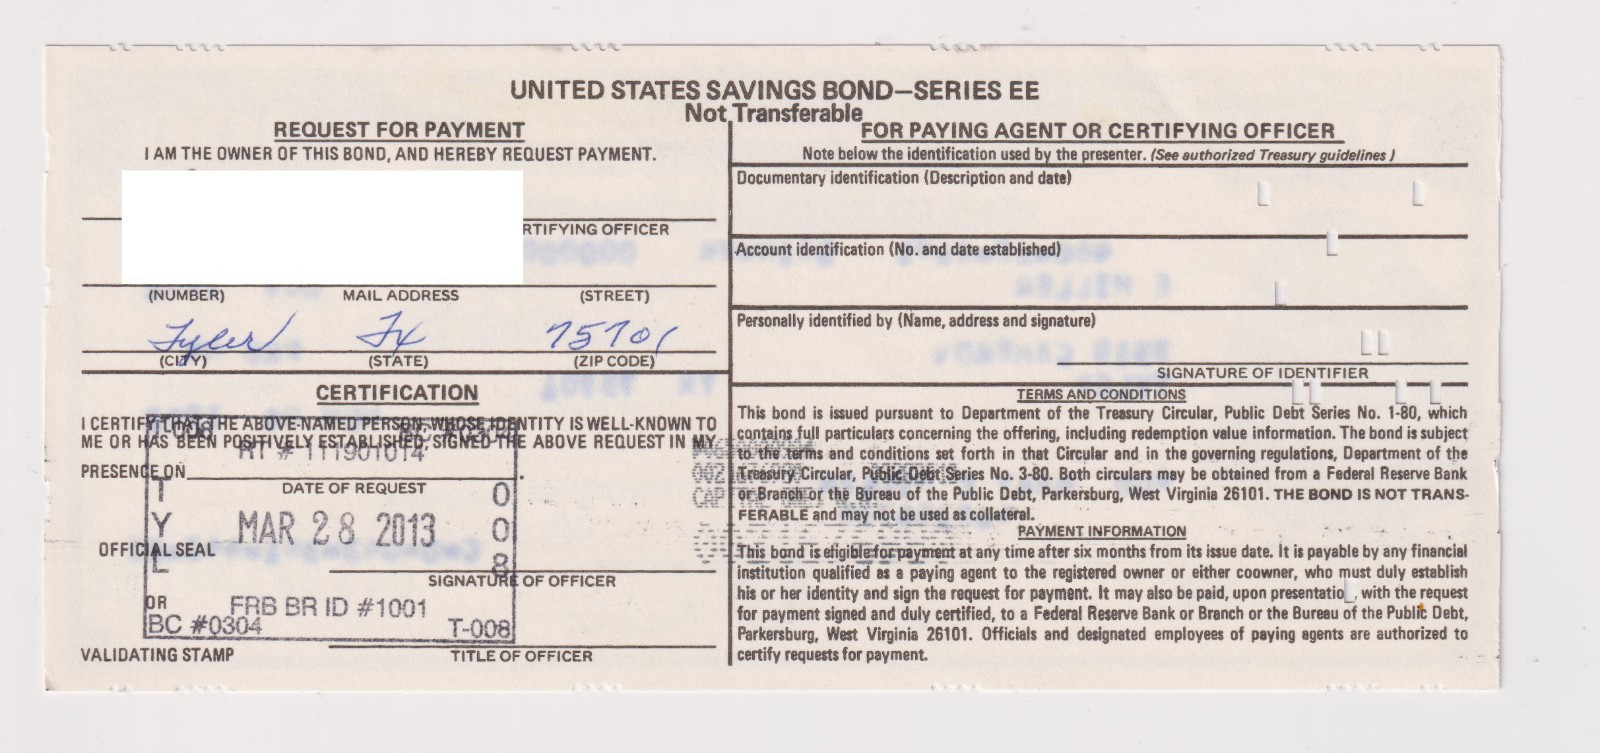 UNITED STATES SAVINGS BOND—SERIES EE
Not Transferable
REQUEST FOR PAYMENT
I AM THE OWNER OF THIS BOND, AND HEREBY REQUEST PAYMENT.
RTIFYING OFFICER
(NUMBER) MAIL ADDRESS (STREET)
Tyler Tx 75701
(CITY) (STATE) (ZIP CODE)
CERTIFICATION
I CERTIFY THAT THE ABOVE-NAMED PERSON, WHOSE IDENTITY IS WELL-KNOWN TO
ME OR HAS BEEN POSITIVELY ESTABLISHED, SIGNED THE ABOVE REQUEST IN MY
PRESENCE ON
DATE OF REQUEST
OFFICIAL SEAL
SIGNATURE OF OFFICER
OR
VALIDATING STAMP
TITLE OF OFFICER
T-008
RT # 111901014
TYL
MAR 28 2013
008
FRB BR ID #1001
BC #0304 T-008
FOR PAYING AGENT OR CERTIFYING OFFICER
Note below the identification used by the presenter. (See authorized Treasury guidelines)
Documentary identification (Description and date)
Account identification (No. and date established)
Personally identified by (Name, address and signature)
SIGNATURE OF IDENTIFIER
TERMS AND CONDITIONS
This bond is issued pursuant to Department of the Treasury Circular, Public Debt Series No. 1-80, which
contains full particulars concerning the offering, including redemption value information. The bond is subject
to the terms and conditions set forth in that Circular and in the governing regulations, Department of the
Treasury Circular, Public Debt Series No. 3-80. Both circulars may be obtained from a Federal Reserve Bank
or Branch or the Bureau of the Public Debt, Parkersburg, West Virginia 26101. THE BOND IS NOT TRANS-
FERABLE and may not be used as collateral.
PAYMENT INFORMATION
This bond is eligible for payment at any time after six months from its issue date. It is payable by any financial
institution qualified as a paying agent to the registered owner or either coowner, who must duly establish
his or her identity and sign the request for payment. It may also be paid, upon presentatio , with the request
for payment signed and duly certified, to a Federal Reserve Bank or Branch or the Bureau of the Public Debt,
Parkersburg, West Virginia 26101. Officials and designated employees of paying agents are authorized to
certify requests for payment.